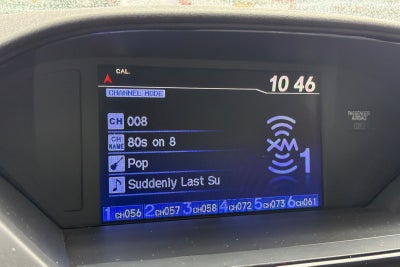 CAL.
10 46
CHANNEL MODE
CH 008
CH NAME 80s on 8
Pop
Suddenly Last Su
XM 1
1 CH056 2 CH057 3 CH058 4 CH072 5 CH073 6 CH061
PASSENGER
AIRBAG